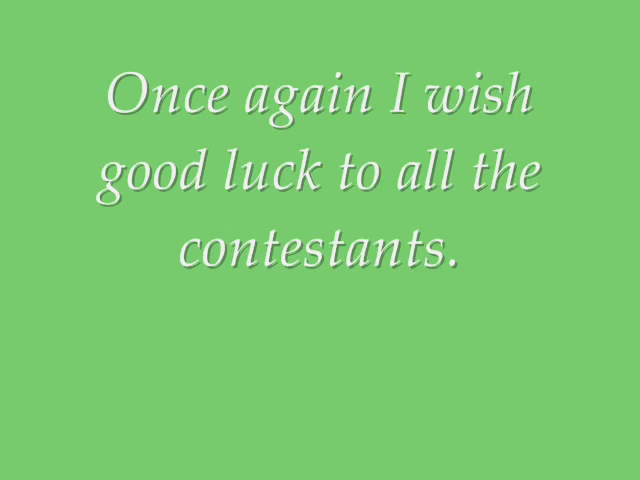 Once again I wish
good luck to all the
contestants.